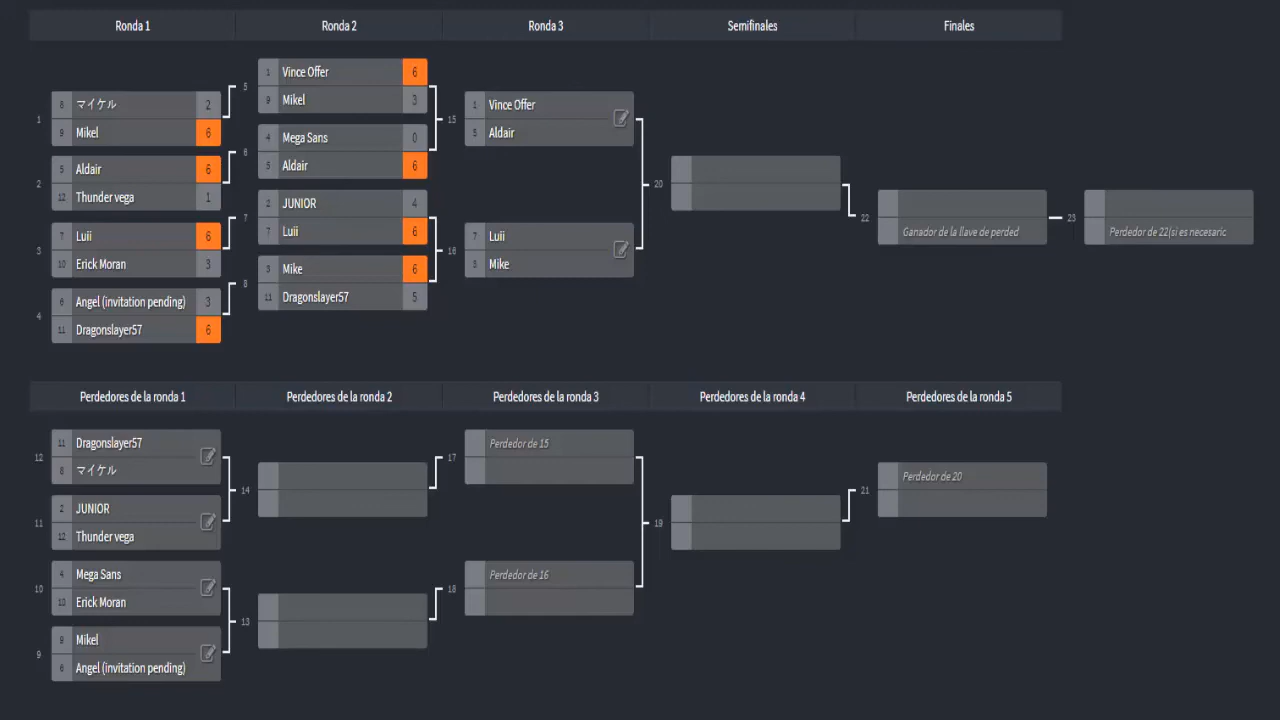 Ronda 1 Ronda 2 Ronda 3 Semifinales Finales
1
8 マイケル 2
9 Mikel 6
2
5 Aldair 6
12 Thunder vega 1
3
7 Luii 6
10 Erick Moran 3
4
6 Angel (invitation pending) 3
11 Dragonslayer57 6
5
1 Vince Offer 6
9 Mikel 3
6
4 Mega Sans 0
5 Aldair 6
7
2 JUNIOR 4
7 Luii 6
8
3 Mike 6
11 Dragonslayer57 5
15
1 Vince Offer
5 Aldair
16
7 Luii
3 Mike
20
22
Ganador de la llave de perded
23
Perdedor de 22(si es necesaric
Perdedores de la ronda 1 Perdedores de la ronda 2 Perdedores de la ronda 3 Perdedores de la ronda 4 Perdedores de la ronda 5
12
11 Dragonslayer57
8 マイケル
11
2 JUNIOR
12 Thunder vega
10
4 Mega Sans
10 Erick Moran
9
9 Mikel
6 Angel (invitation pending)
14
13
17
Perdedor de 15
18
Perdedor de 16
19
21
Perdedor de 20